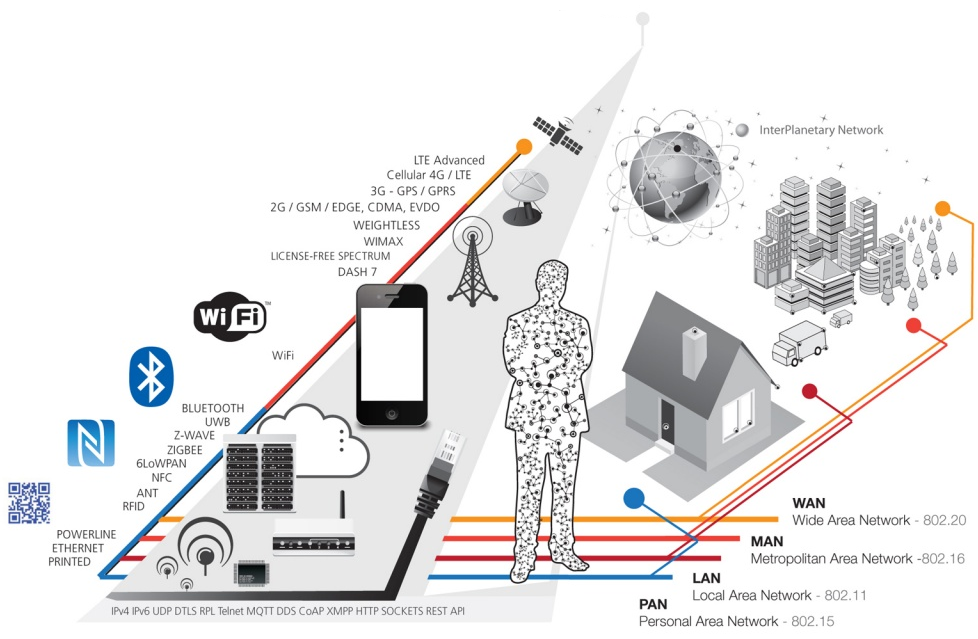 InterPlanetary Network
LTE Advanced
Cellular 4G / LTE
3G - GPS / GPRS
2G / GSM / EDGE, CDMA, EVDO
WEIGHTLESS
WIMAX
LICENSE-FREE SPECTRUM
DASH 7
Wi Fi TM
WiFi
BLUETOOTH
UWB
Z-WAVE
ZIGBEE
6LoWPAN
NFC
ANT
RFID
POWERLINE
ETHERNET
PRINTED
WAN
Wide Area Network - 802.20
MAN
Metropolitan Area Network -802.16
LAN
Local Area Network - 802.11
PAN
Personal Area Network - 802.15
IPv4 IPv6 UDP DTLS RPL Telnet MQTT DDS CoAP XMPP HTTP SOCKETS REST API